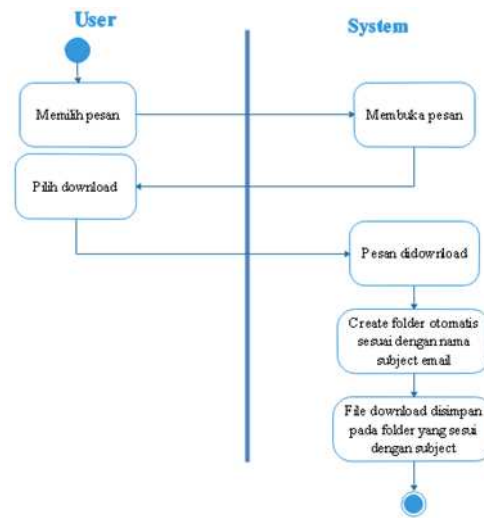 User
System
Memilih pesan
Membuka pesan
Pilih download
Pesan didownload
Create folder otomatis
sesuai dengan nama
subject email
File download disimpan
pada folder yang sesui
dengan subject